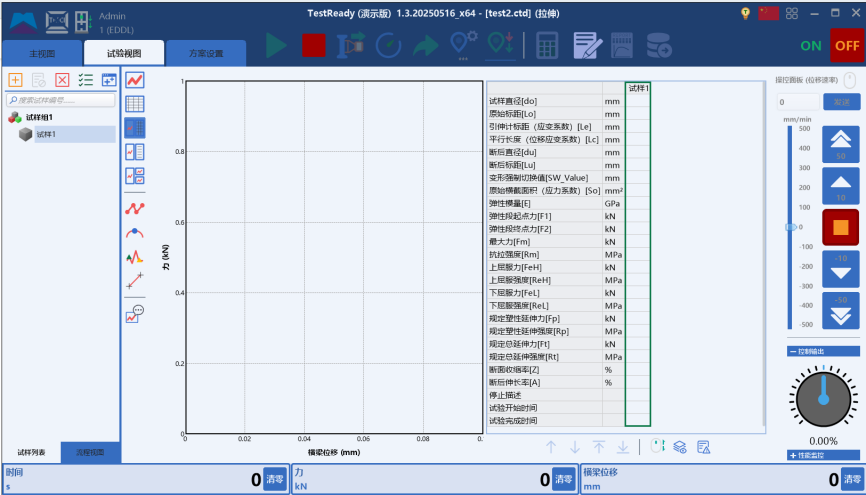 TestReady (演示版) 1.3.20250516_x64 - [test2.ctd] (拉伸)
Admin
1 (EDDL)
主视图
试验视图
方案设置
ON
OFF
搜索试样编号......
试样组1
试样1
试样列表
流程视图
力 (kN)
1
0.8
0.6
0.4
0.2
0
0 0.02 0.04 0.06 0.08 0.
横梁位移 (mm)
试样1
试样直径[do] mm
原始标距[Lo] mm
引伸计标距（应变系数）[Le] mm
平行长度（位移应变系数）[Lc] mm
断后直径[du] mm
断后标距[Lu] mm
变形强制切换值[SW_Value] mm
原始横截面积（应力系数）[So] mm²
弹性模量[E] GPa
弹性段起点力[F1] kN
弹性段终点力[F2] kN
最大力[Fm] kN
抗拉强度[Rm] MPa
上屈服力[FeH] kN
上屈服强度[ReH] MPa
下屈服力[FeL] kN
下屈服强度[ReL] MPa
规定塑性延伸力[Fp] kN
规定塑性延伸强度[Rp] MPa
规定总延伸力[Ft] kN
规定总延伸强度[Rt] MPa
断面收缩率[Z] %
断后伸长率[A] %
停止描述
试验开始时间
试验完成时间
操控面板 (位移速率)
0
发送
mm/min
500
400
300
200
100
0
-100
-200
-300
-400
-500
50
10
-10
-50
控制输出
0.00%
性能监控
时间
s
0
清零
力
kN
0
清零
横梁位移
mm
0
清零